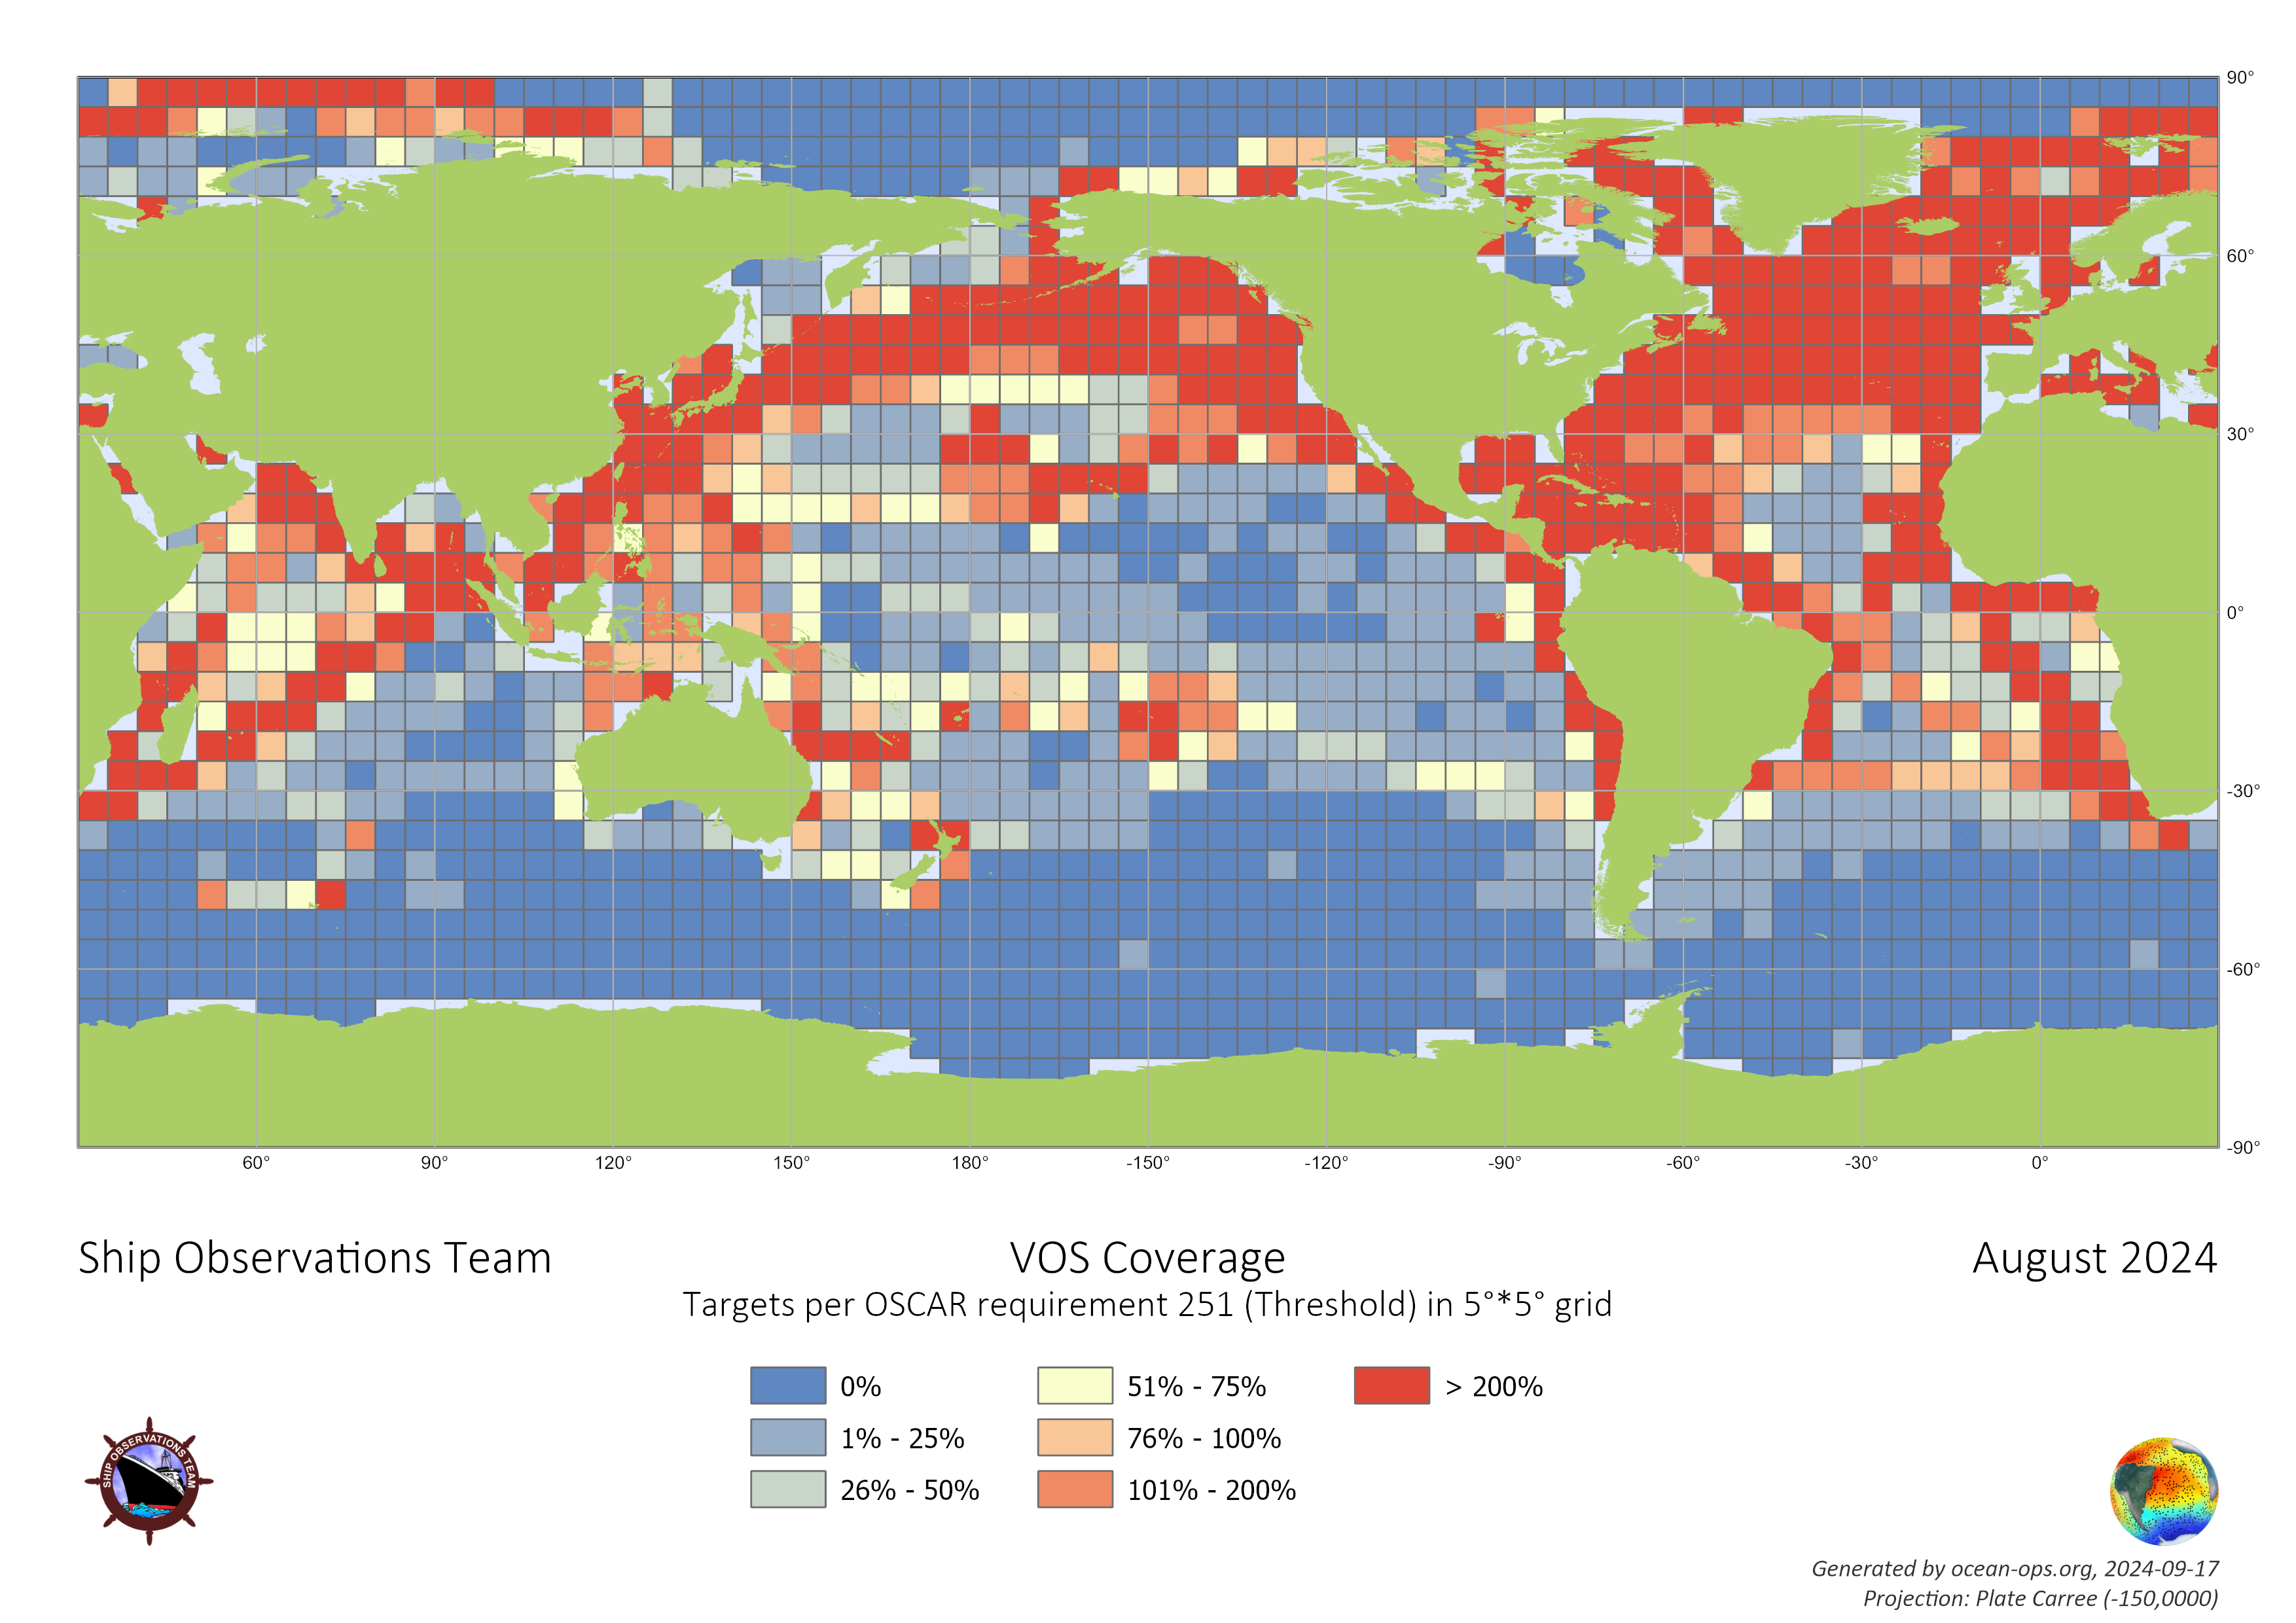 90°
60°
30°
0°
-30°
-60°
-90°
60° 90° 120° 150° 180° -150° -120° -90° -60° -30° 0°
Ship Observations Team VOS Coverage August 2024
Targets per OSCAR requirement 251 (Threshold) in 5°*5° grid
0% 51% - 75% > 200%
1% - 25% 76% - 100%
26% - 50% 101% - 200%
SHIP OBSERVATIONS TEAM
Generated by ocean-ops.org, 2024-09-17
Projection: Plate Carree (-150,0000)